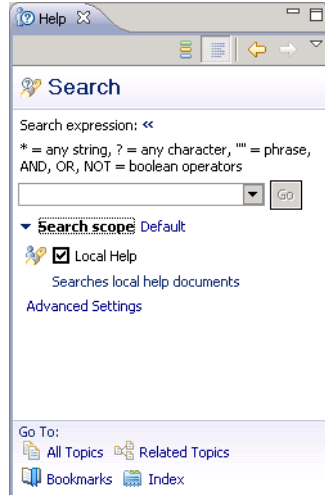 Help
Search
Search expression: «
* = any string, ? = any character, "" = phrase,
AND, OR, NOT = boolean operators
Go
Search scope Default
Local Help
Searches local help documents
Advanced Settings
Go To:
All Topics Related Topics
Bookmarks Index